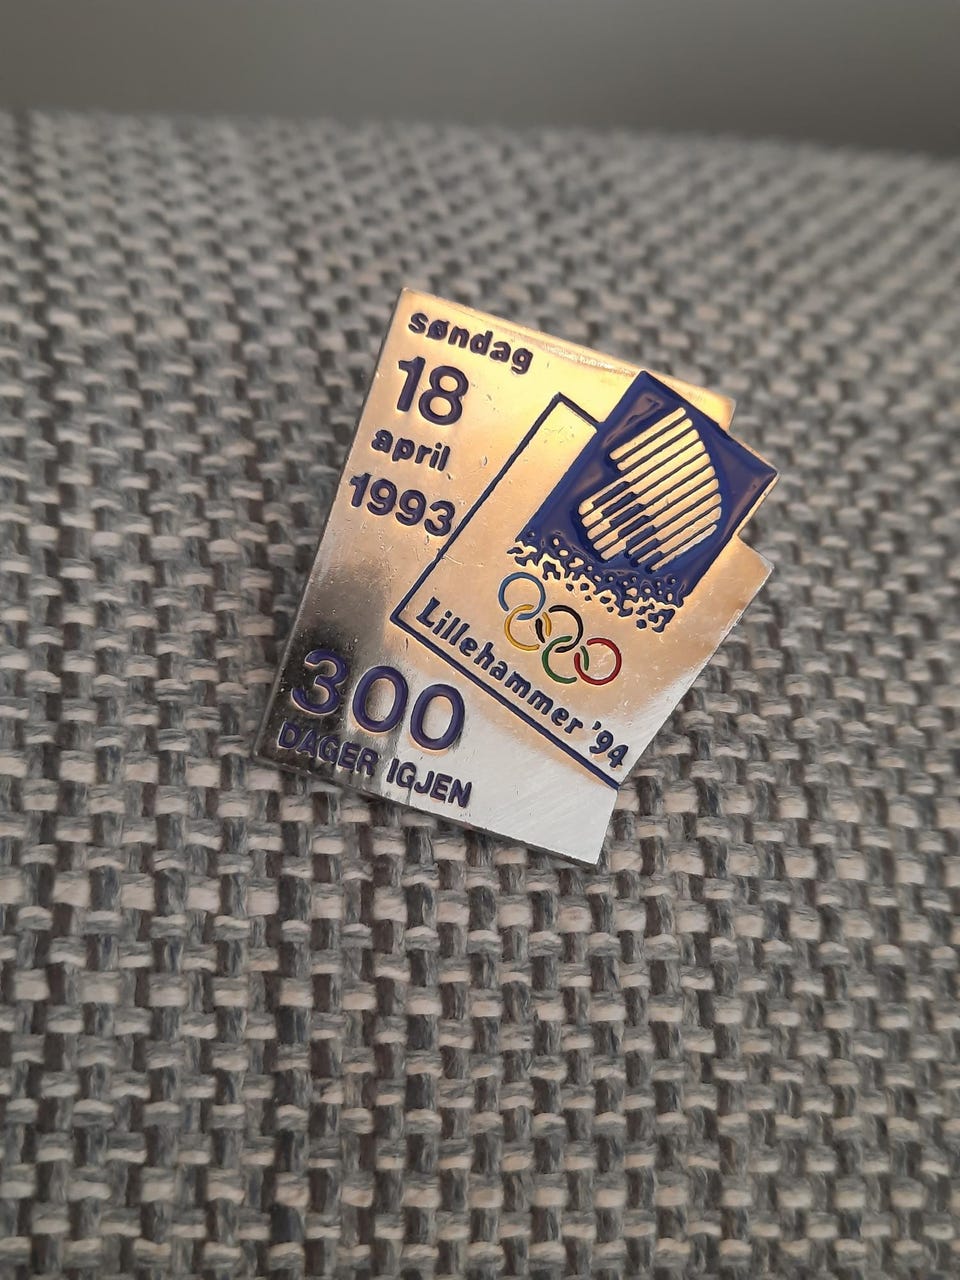 søndag
18
april
1993
Lillehammer '94
300
DAGER IGJEN